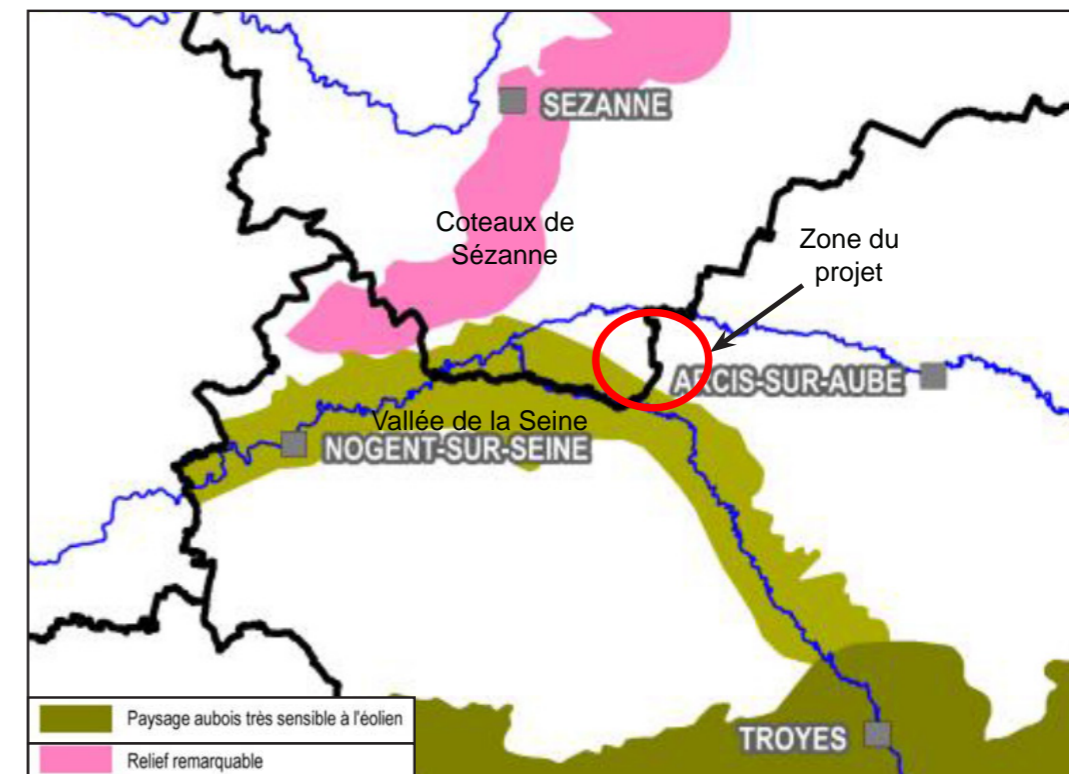 SEZANNE
Coteaux de
Sézanne
Zone du
projet
ARCIS-SUR-AUBE
Vallée de la Seine
NOGENT-SUR-SEINE
TROYES
Paysage aubois très sensible à l'éolien
Relief remarquable